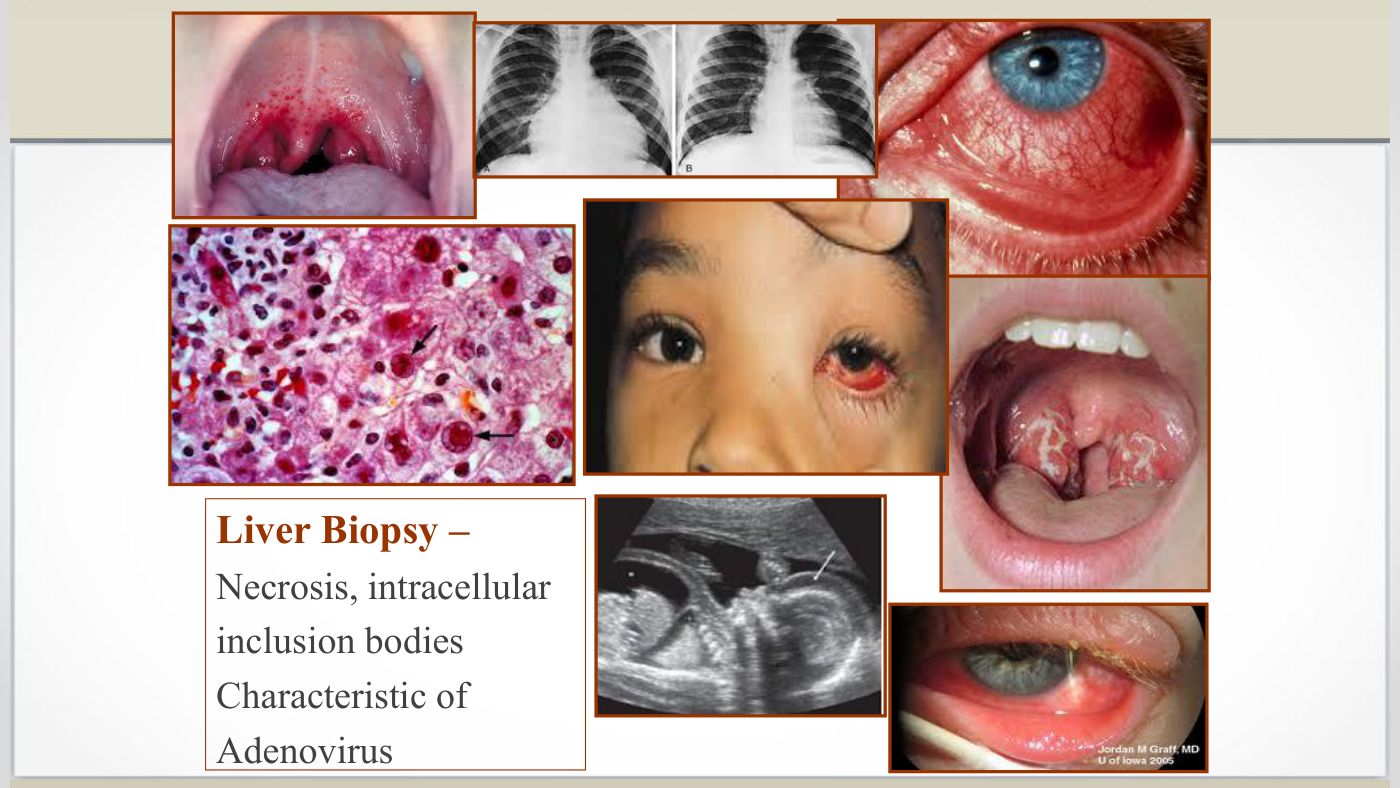 A
B
Liver Biopsy –
Necrosis, intracellular
inclusion bodies
Characteristic of
Adenovirus
Jordan M Graff, MD
U of Iowa 2005